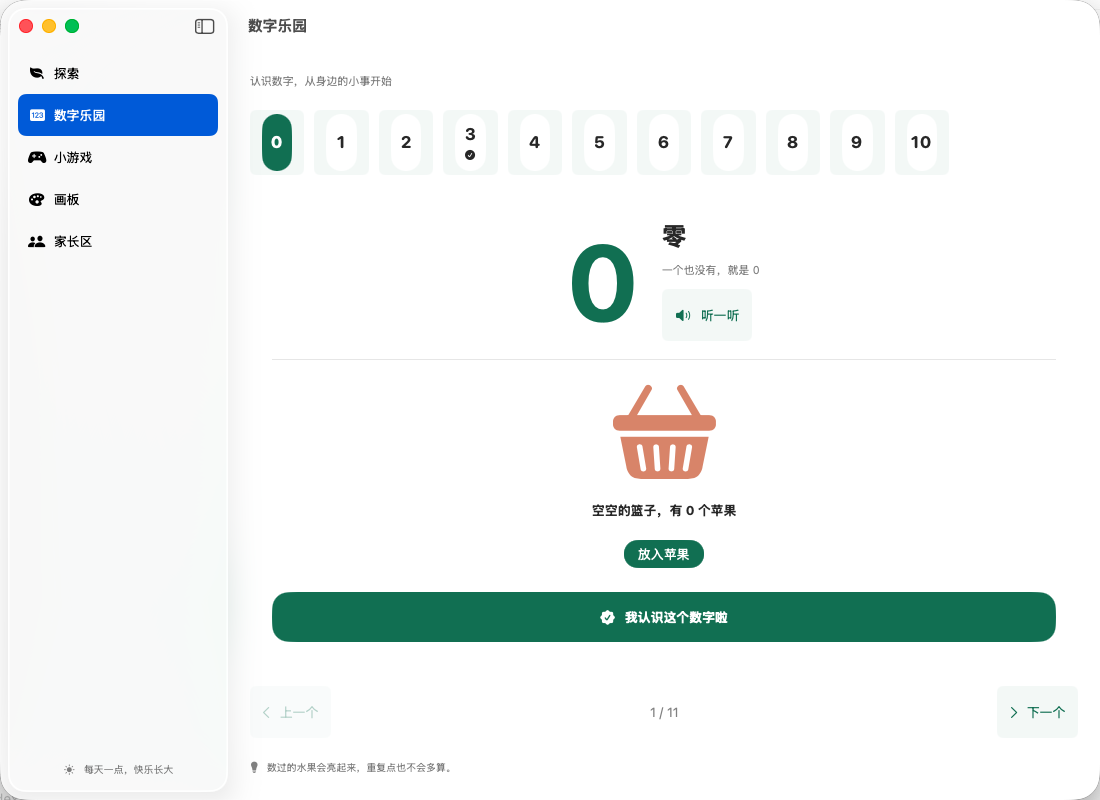 数字乐园
探索
123 数字乐园
小游戏
画板
家长区
每天一点，快乐长大
认识数字，从身边的小事开始
0 1 2 3 4 5 6 7 8 9 10
0
零
一个也没有，就是 0
听一听
空空的篮子，有 0 个苹果
放入苹果
我认识这个数字啦
上一个
1 / 11
下一个
数过的水果会亮起来，重复点也不会多算。